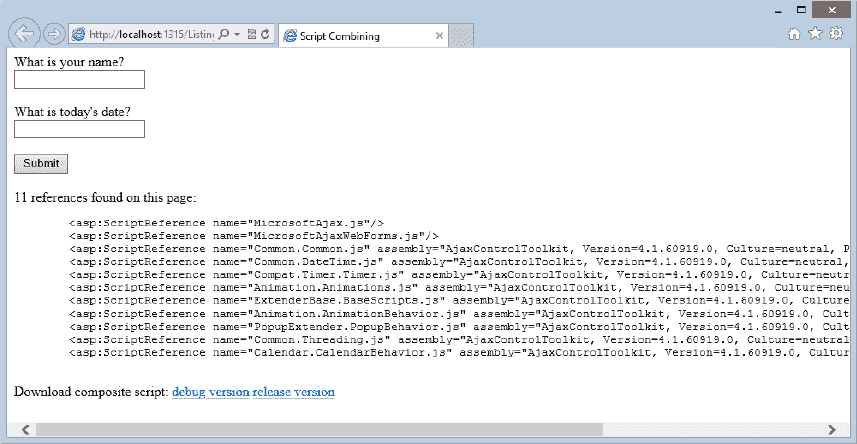 http://localhost:1315/Listing
Script Combining
What is your name?
What is today's date?
Submit
11 references found on this page:
<asp:ScriptReference name="MicrosoftAjax.js"/>
<asp:ScriptReference name="MicrosoftAjaxWebForms.js"/>
<asp:ScriptReference name="Common.Common.js" assembly="AjaxControlToolkit, Version=4.1.60919.0, Culture=neutral, P
<asp:ScriptReference name="Common.DateTime.js" assembly="AjaxControlToolkit, Version=4.1.60919.0, Culture=neutral,
<asp:ScriptReference name="Compat.Timer.Timer.js" assembly="AjaxControlToolkit, Version=4.1.60919.0, Culture=neutr
<asp:ScriptReference name="Animation.Animations.js" assembly="AjaxControlToolkit, Version=4.1.60919.0, Culture=neu
<asp:ScriptReference name="ExtenderBase.BaseScripts.js" assembly="AjaxControlToolkit, Version=4.1.60919.0, Culture
<asp:ScriptReference name="Animation.AnimationBehavior.js" assembly="AjaxControlToolkit, Version=4.1.60919.0, Cult
<asp:ScriptReference name="PopupExtender.PopupBehavior.js" assembly="AjaxControlToolkit, Version=4.1.60919.0, Cult
<asp:ScriptReference name="Common.Threading.js" assembly="AjaxControlToolkit, Version=4.1.60919.0, Culture=neutral
<asp:ScriptReference name="Calendar.CalendarBehavior.js" assembly="AjaxControlToolkit, Version=4.1.60919.0, Cultur
Download composite script: debug version release version